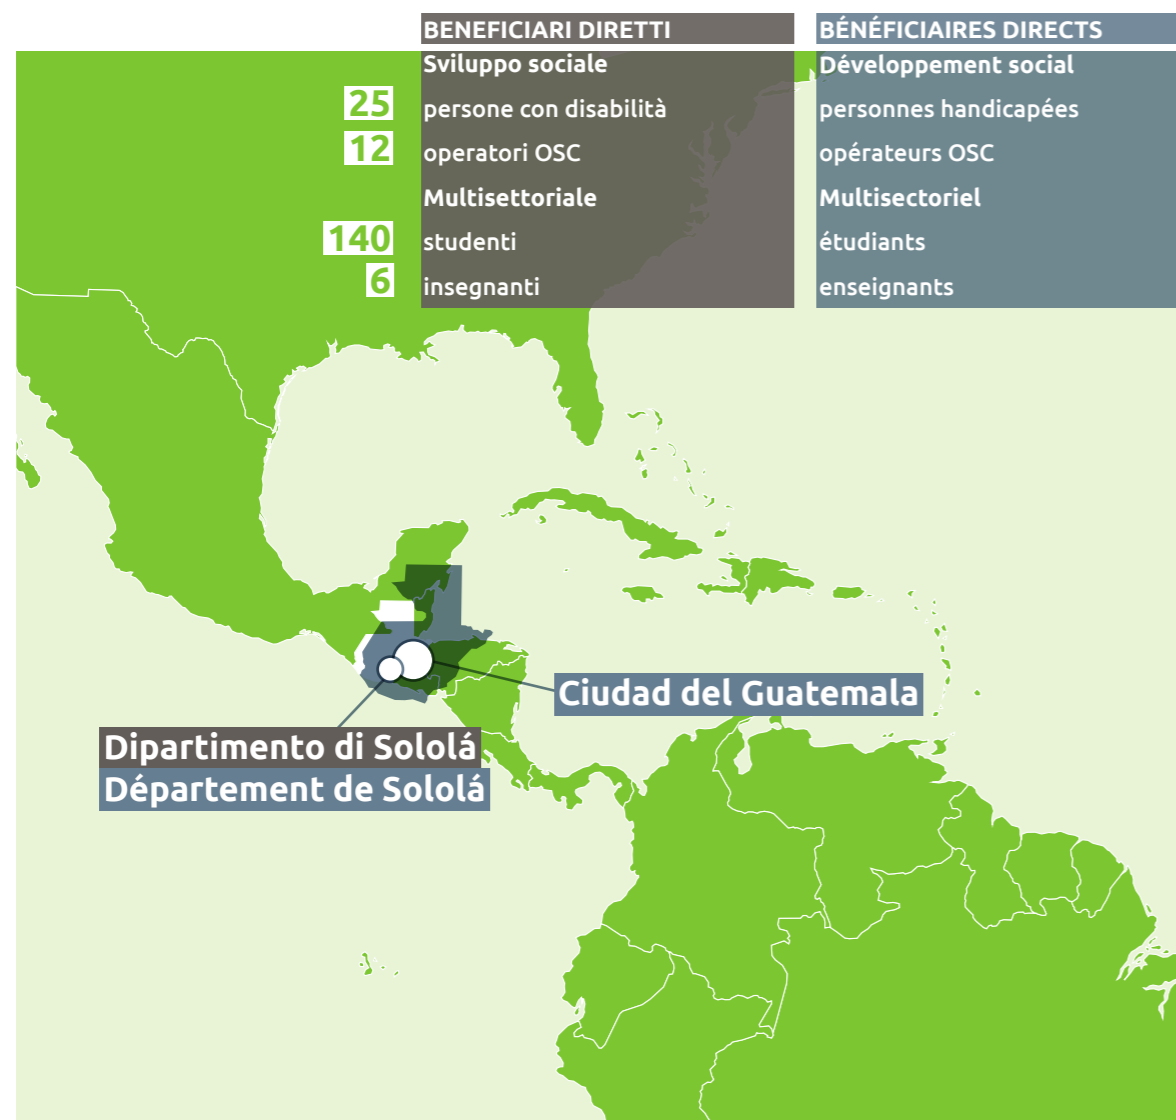 BENEFICIARI DIRETTI BÉNÉFICIAIRES DIRECTS
Sviluppo sociale Développement social
25 persone con disabilità personnes handicapées
12 operatori OSC opérateurs OSC
Multisettoriale Multisectoriel
140 studenti étudiants
6 insegnanti enseignants
Ciudad del Guatemala
Dipartimento di Sololá
Département de Sololá